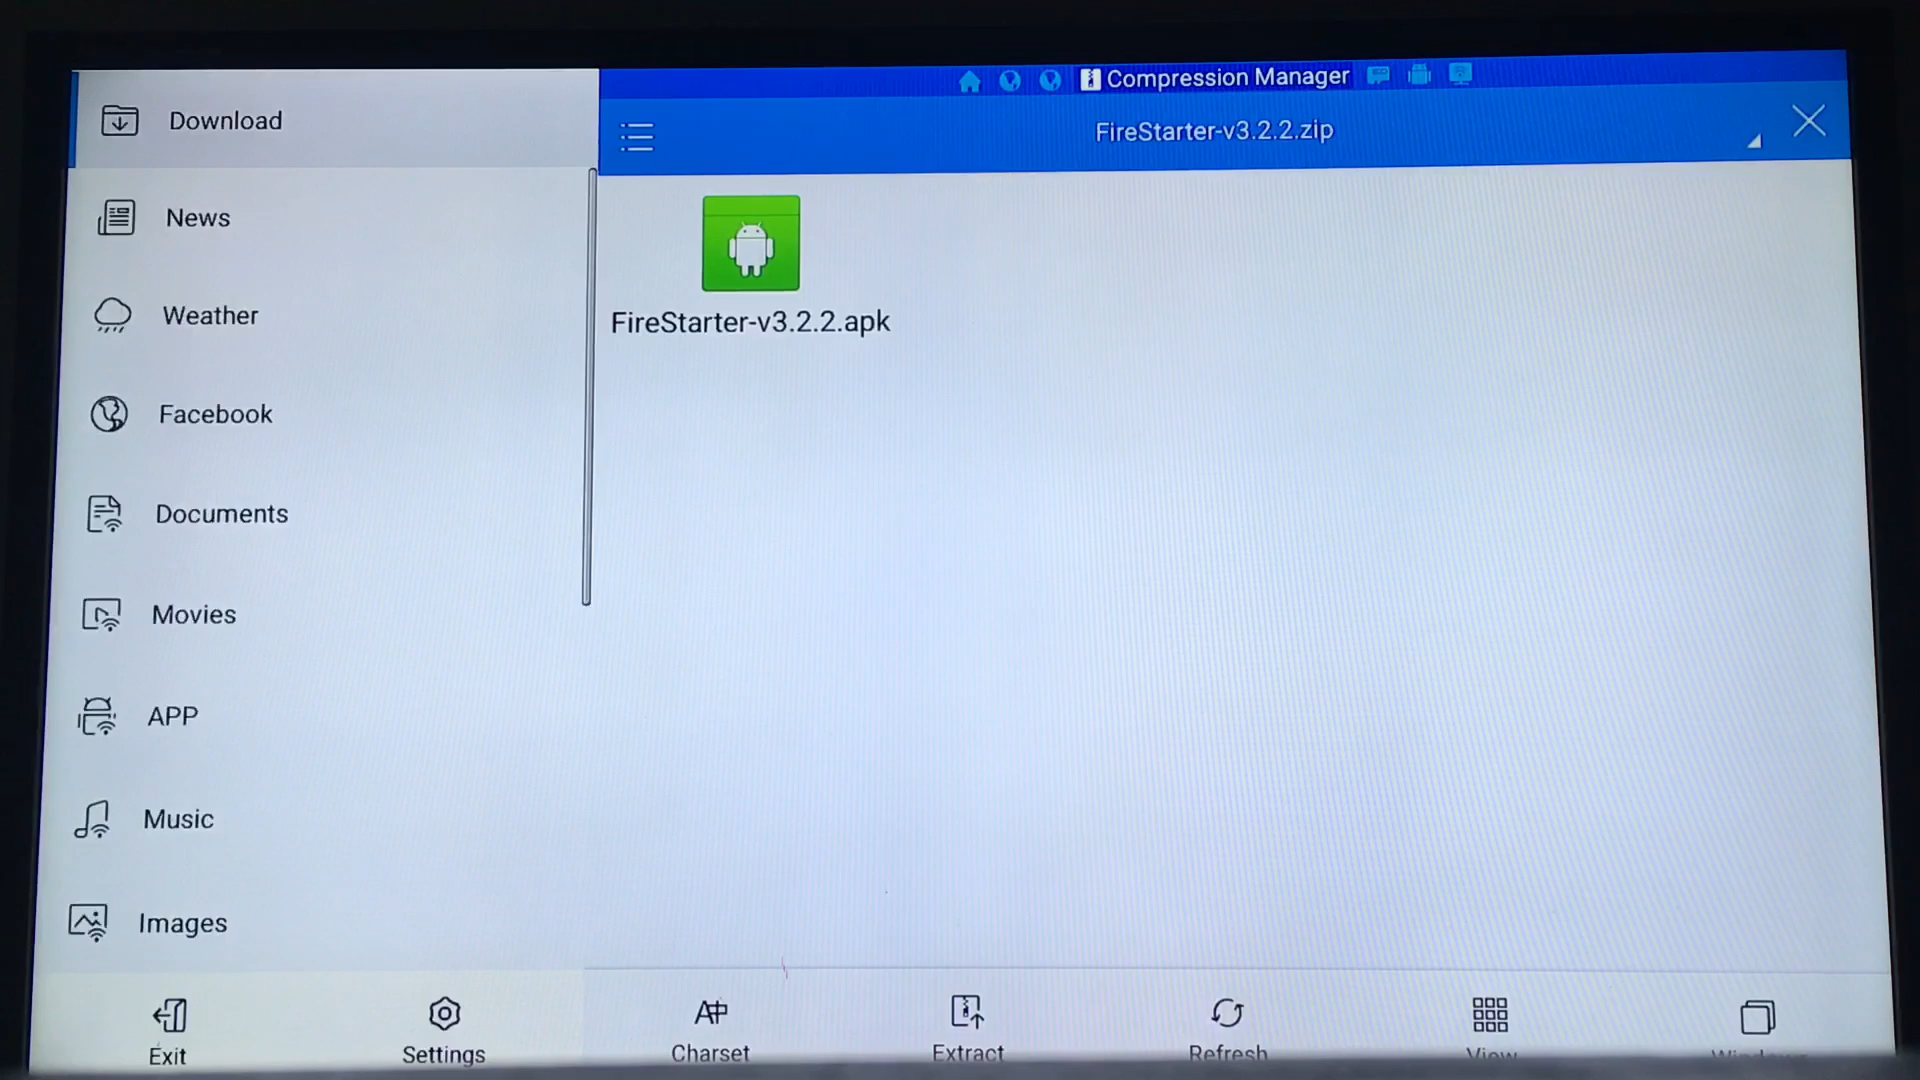 Compression Manager
FireStarter-v3.2.2.zip
Download
News
Weather
Facebook
Documents
Movies
APP
Music
Images
FireStarter-v3.2.2.apk
Exit
Settings
Charset
Extract
Refresh
View